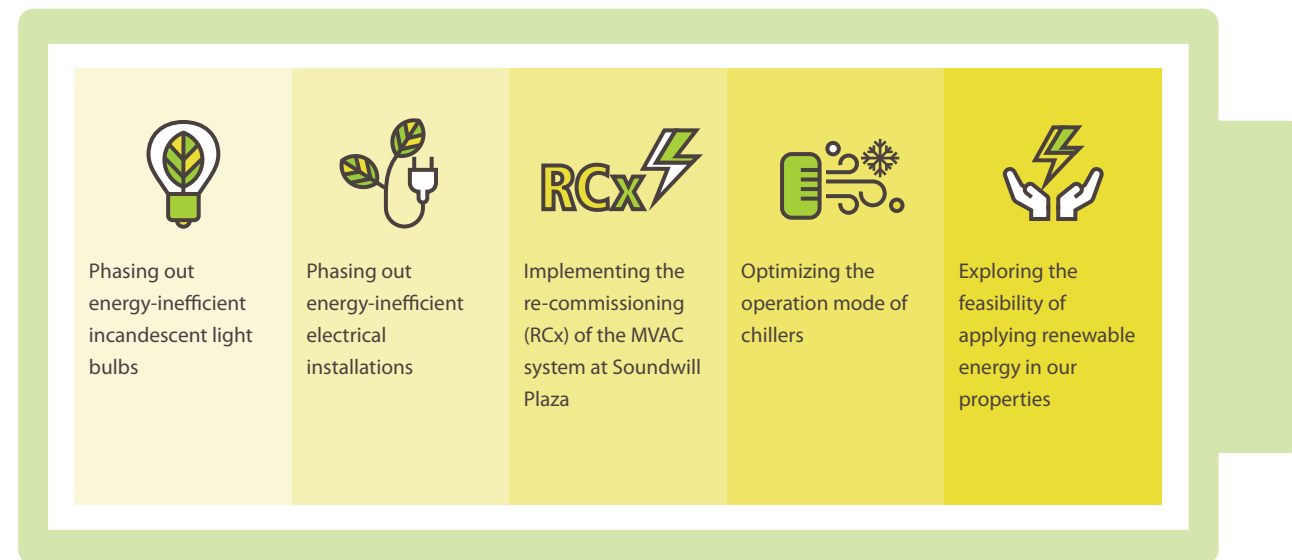 Phasing out
energy-inefficient
incandescent light
bulbs
Phasing out
energy-inefficient
electrical
installations
RCx
Implementing the
re-commissioning
(RCx) of the MVAC
system at Soundwill
Plaza
Optimizing the
operation mode of
chillers
Exploring the
feasibility of
applying renewable
energy in our
properties